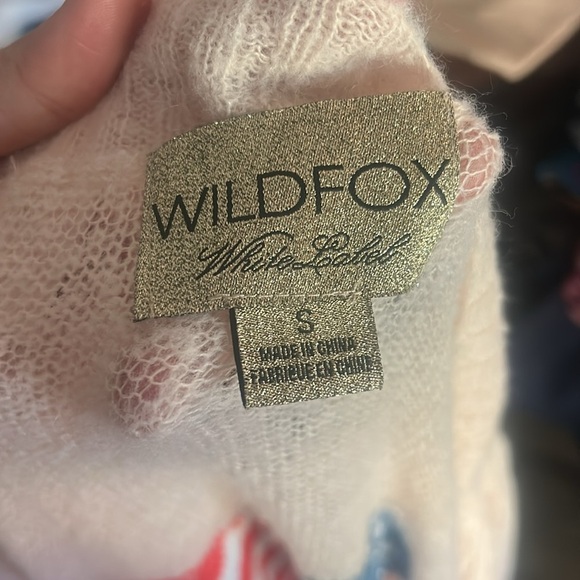 WILDFOX
White Label
S
MADE IN CHINA
FABRIQUE EN CHINE